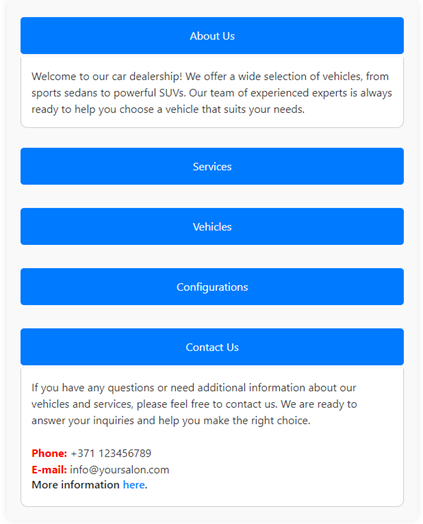 About Us
Welcome to our car dealership! We offer a wide selection of vehicles, from
sports sedans to powerful SUVs. Our team of experienced experts is always
ready to help you choose a vehicle that suits your needs.
Services
Vehicles
Configurations
Contact Us
If you have any questions or need additional information about our
vehicles and services, please feel free to contact us. We are ready to
answer your inquiries and help you make the right choice.
Phone: +371 123456789
E-mail: info@yoursalon.com
More information here.